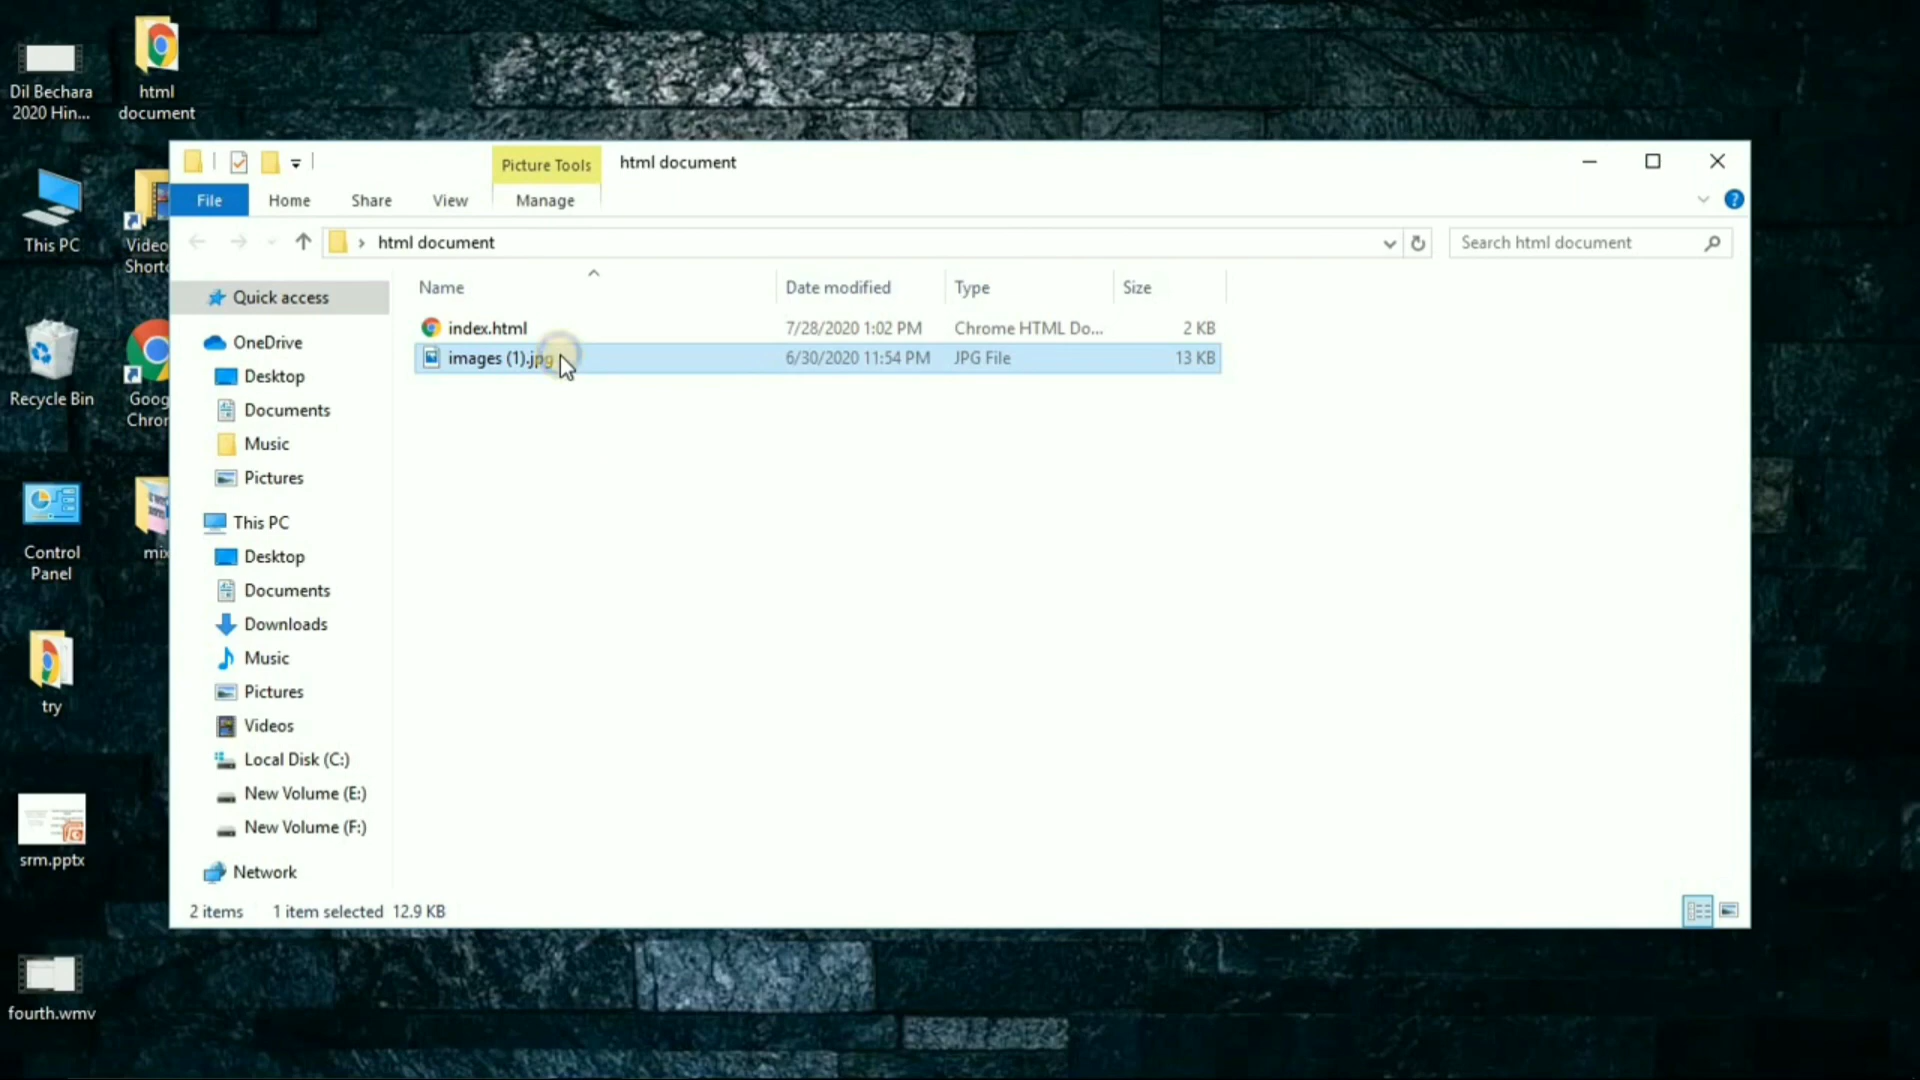 Dil Bechara
2020 Hin...
html
document
This PC
Video
Shortc
Recycle Bin
Goog
Chron
Control
Panel
mix
try
srm.pptx
fourth.wmv
Picture Tools
html document
File
Home
Share
View
Manage
html document
Search html document
Name
Date modified
Type
Size
index.html
7/28/2020 1:02 PM
Chrome HTML Do...
2 KB
images (1).jpg
6/30/2020 11:54 PM
JPG File
13 KB
Quick access
OneDrive
Desktop
Documents
Music
Pictures
This PC
Desktop
Documents
Downloads
Music
Pictures
Videos
Local Disk (C:)
New Volume (E:)
New Volume (F:)
Network
2 items
1 item selected
12.9 KB